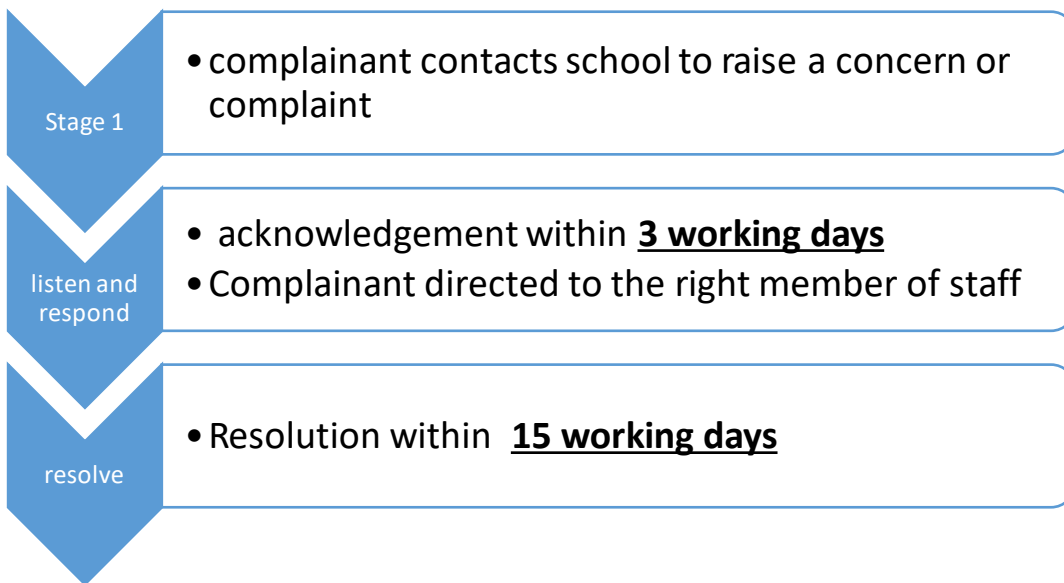 Stage 1
•complainant contacts school to raise a concern or
complaint
listen and
respond
• acknowledgement within 3 working days
•Complainant directed to the right member of staff
resolve
•Resolution within 15 working days